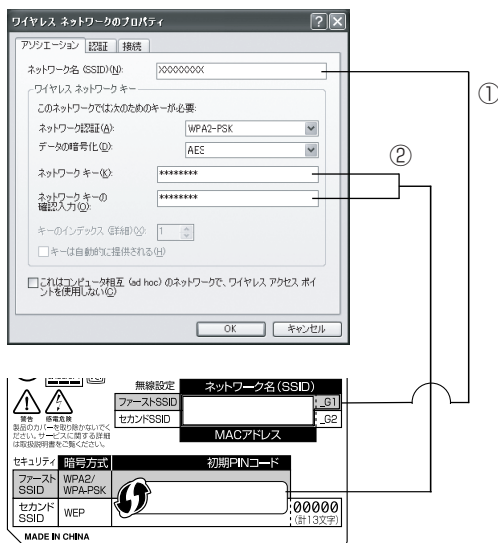 ワイヤレス ネットワークのプロパティ
アソシエーション 認証 接続
ネットワーク名 (SSID)(N): XXXXXXXX
①
ワイヤレス ネットワーク キー
このネットワークでは次のためのキーが必要:
ネットワーク認証(A): WPA2-PSK
データの暗号化(D): AES
②
ネットワーク キー(K): ********
ネットワーク キーの
確認入力(O): ********
キーのインデックス (詳細)(X): 1
キーは自動的に提供される(H)
これはコンピュータ相互 (ad hoc) のネットワークで、ワイヤレス アクセス ポイ
ントを使用しない(C)
OK キャンセル
無線設定 ネットワーク名(SSID)
ファーストSSID _G1
セカンドSSID _G2
MACアドレス
警告 感電危険
製品のカバーを取り除かないでく
ださい。サービスに関する詳細
は取扱説明書をご覧ください。
セキュリティ 暗号方式 初期PINコード
ファースト
SSID
WPA2/
WPA-PSK
セカンド
SSID
WEP
00000
(計13文字)
MADE IN CHINA